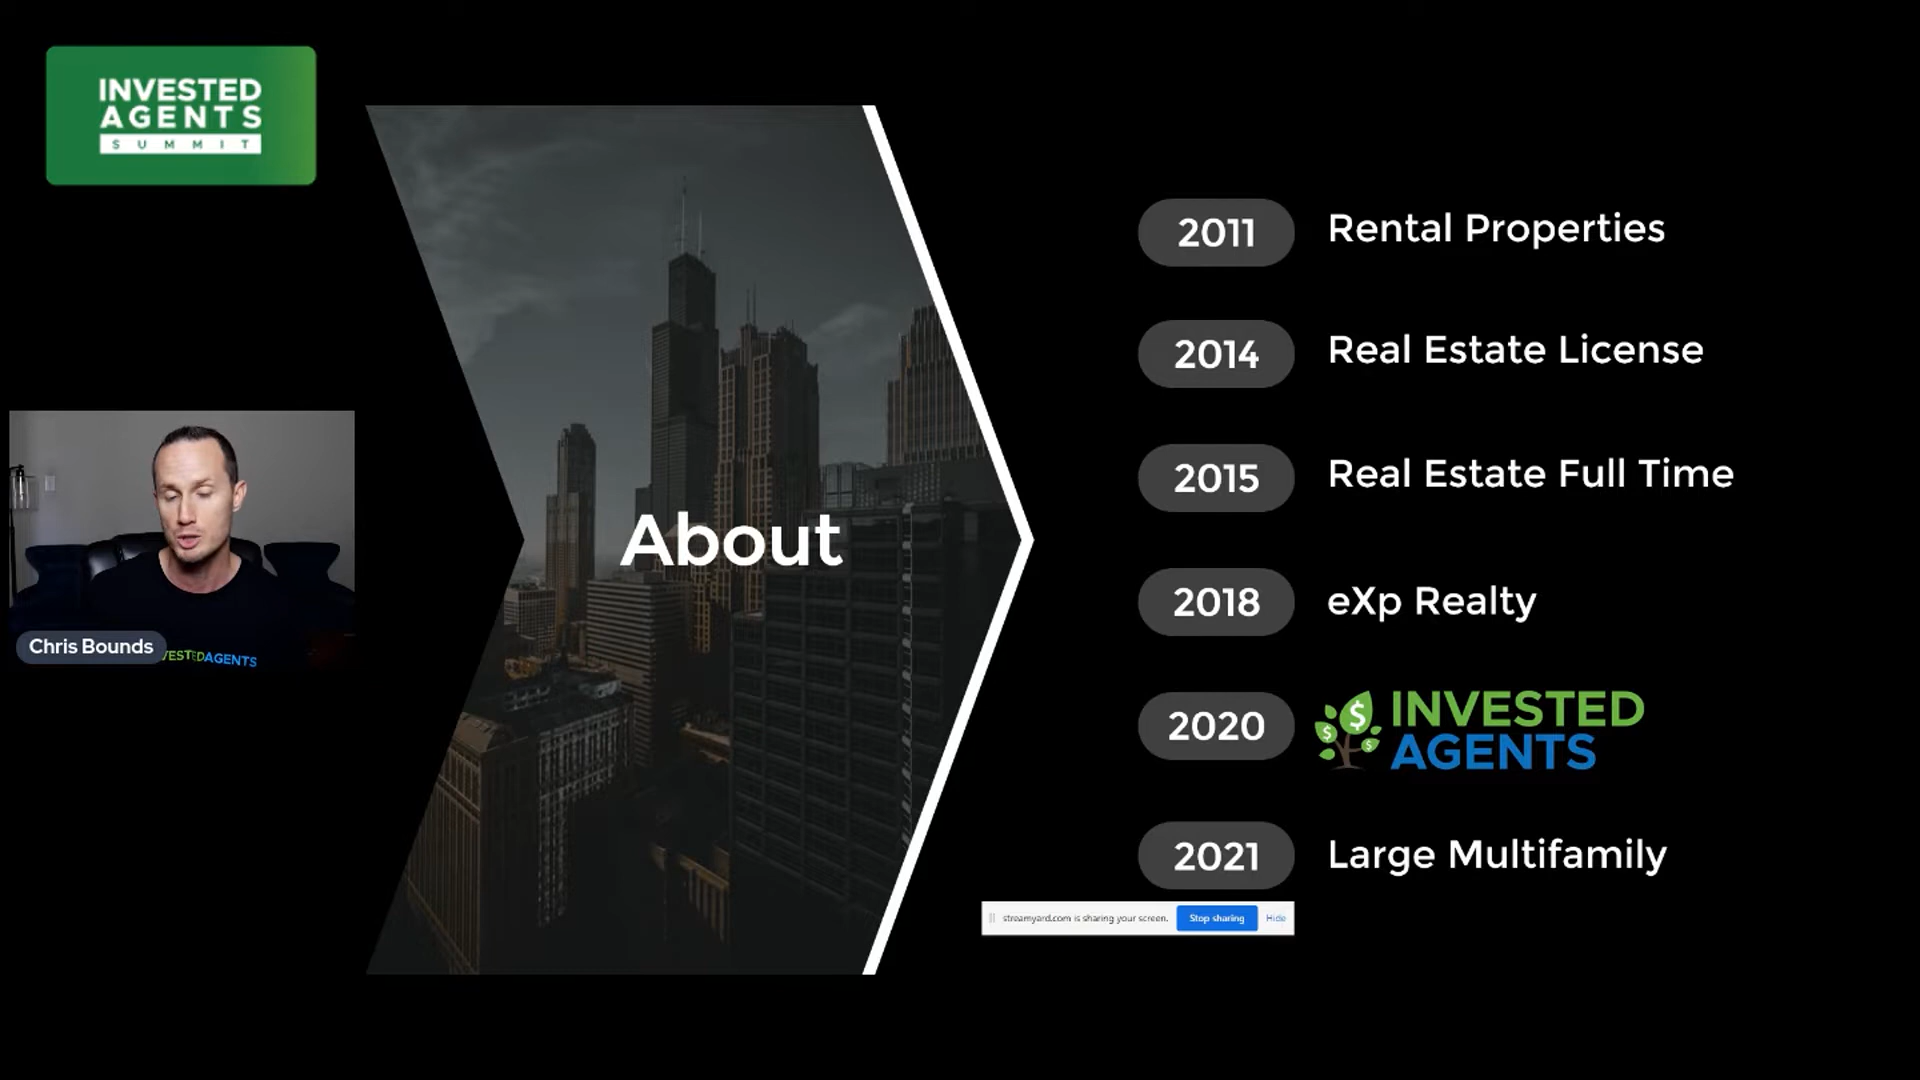 INVESTED
AGENTS
SUMMIT
About
2011 Rental Properties
2014 Real Estate License
2015 Real Estate Full Time
2018 eXp Realty
2020 INVESTED
AGENTS
2021 Large Multifamily
Chris Bounds
VESTEDAGENTS
streamyard.com is sharing your screen. Stop sharing Hide
$
$
$